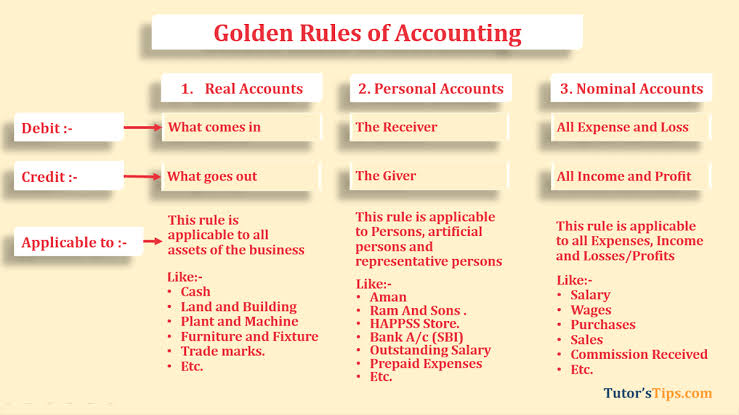 Golden Rules of Accounting
1. Real Accounts
2. Personal Accounts
3. Nominal Accounts
Debit :-
What comes in
The Receiver
All Expense and Loss
Credit :-
What goes out
The Giver
All Income and Profit
Applicable to :-
This rule is
applicable to all
assets of the business
Like:-
• Cash
• Land and Building
• Plant and Machine
• Furniture and Fixture
• Trade marks.
• Etc.
This rule is applicable
to Persons, artificial
persons and
representative persons
Like:-
• Aman
• Ram And Sons .
• HAPPSS Store.
• Bank A/c (SBI)
• Outstanding Salary
• Prepaid Expenses
• Etc.
This rule is applicable
to all Expenses, Income
and Losses/Profits
Like:-
• Salary
• Wages
• Purchases
• Sales
• Commission Received
• Etc.
Tutor'sTips.com